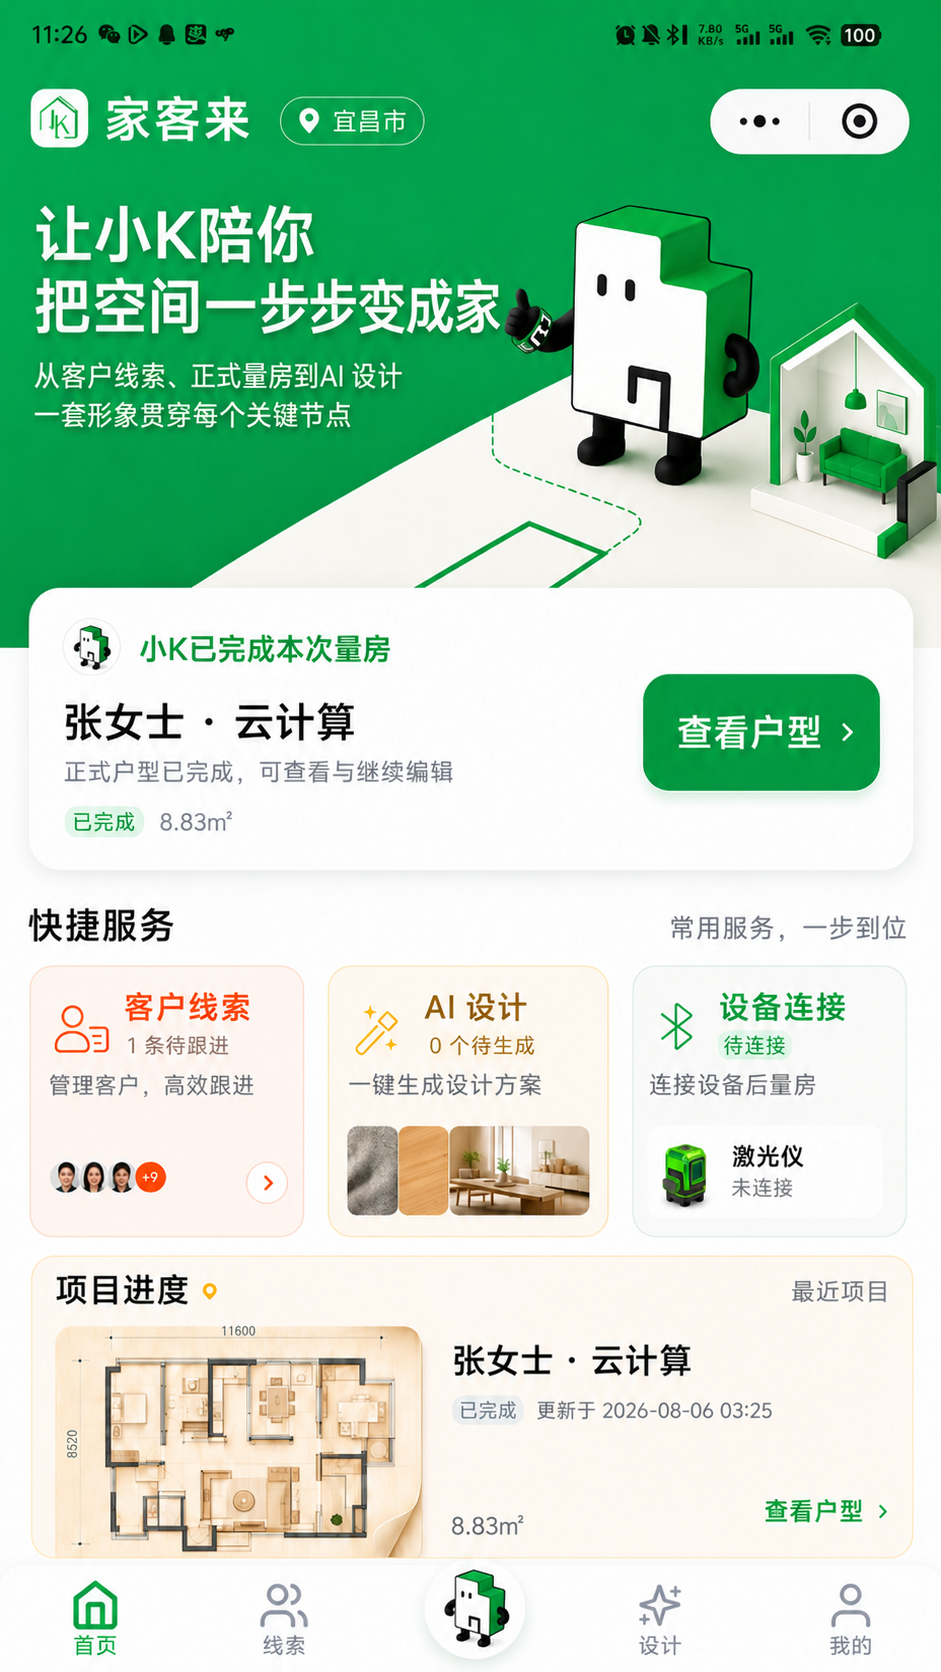 11:26
7.80 KB/s 5G 5G 100
家客来
宜昌市
让小K陪你
把空间一步步变成家
从客户线索、正式量房到AI 设计
一套形象贯穿每个关键节点
小K已完成本次量房
张女士 · 云计算
正式户型已完成，可查看与继续编辑
已完成 8.83m²
查看户型
快捷服务
常用服务，一步到位
客户线索
1 条待跟进
管理客户，高效跟进
+9
AI 设计
0 个待生成
一键生成设计方案
设备连接
待连接
连接设备后量房
激光仪
未连接
项目进度
最近项目
11600
8520
张女士 · 云计算
已完成 更新于 2026-08-06 03:25
8.83m²
查看户型
首页
线索
设计
我的